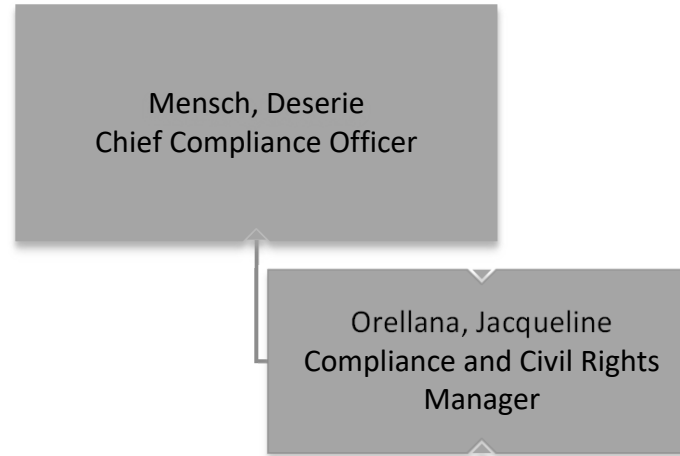 Mensch, Deserie
Chief Compliance Officer
Orellana, Jacqueline
Compliance and Civil Rights
Manager